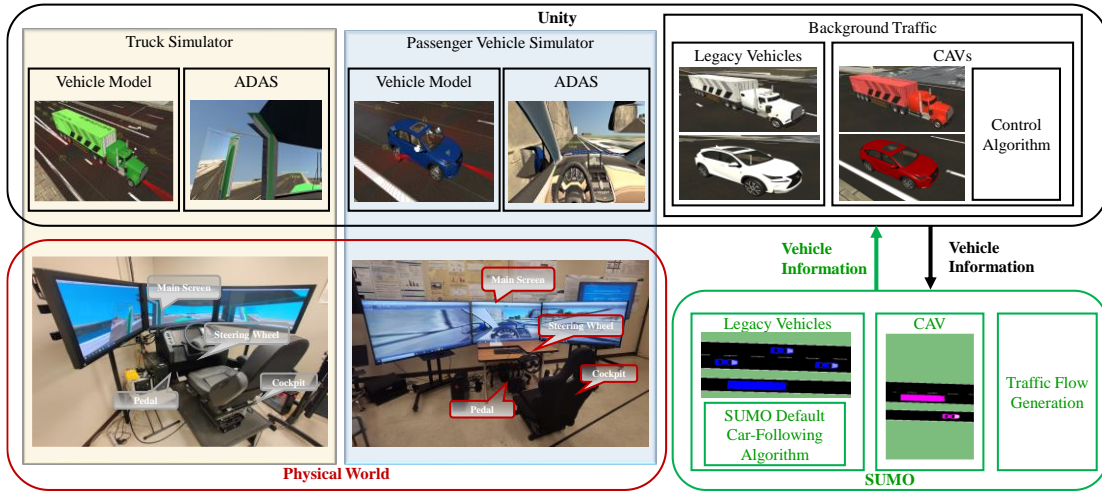 Unity
Truck Simulator
Vehicle Model
ADAS
Passenger Vehicle Simulator
Vehicle Model
ADAS
Background Traffic
Legacy Vehicles
CAVs
Control
Algorithm
Main Screen
Steering Wheel
Cockpit
Pedal
Main Screen
Steering Wheel
Cockpit
Pedal
Physical World
Vehicle
Information
Vehicle
Information
Legacy Vehicles
SUMO Default
Car-Following
Algorithm
CAV
Traffic Flow
Generation
SUMO